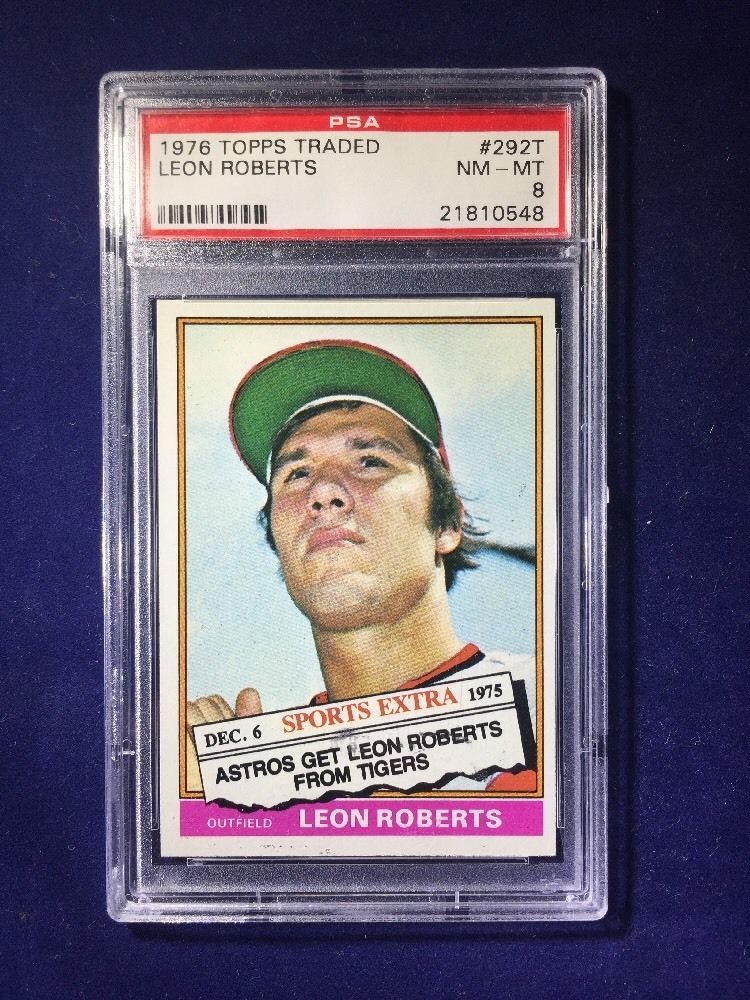 PSA
1976 TOPPS TRADED #292T
LEON ROBERTS NM - MT
8
21810548
DEC. 6 SPORTS EXTRA 1975
ASTROS GET LEON ROBERTS
FROM TIGERS
OUTFIELD LEON ROBERTS